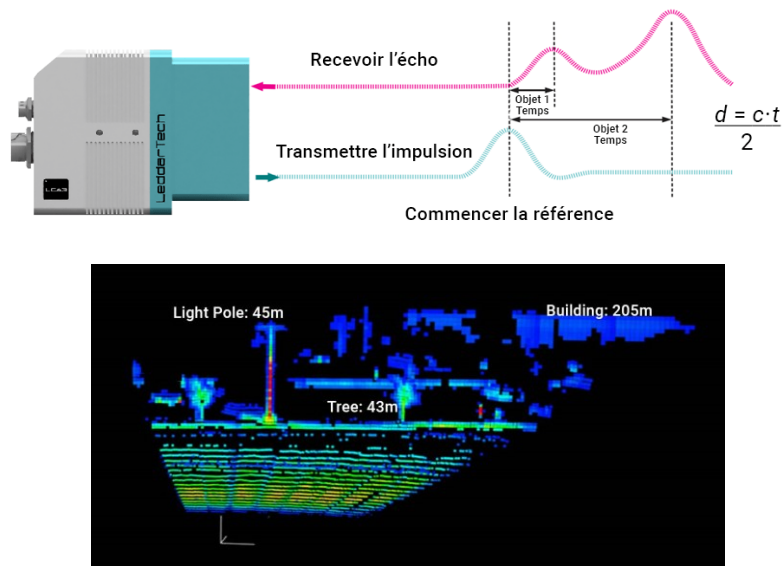 Recevoir l'écho
Objet 1
Temps
Objet 2
Temps
d = c·t
2
Transmettre l'impulsion
LeddarTech
LCA3
Commencer la référence
Light Pole: 45m
Building: 205m
Tree: 43m